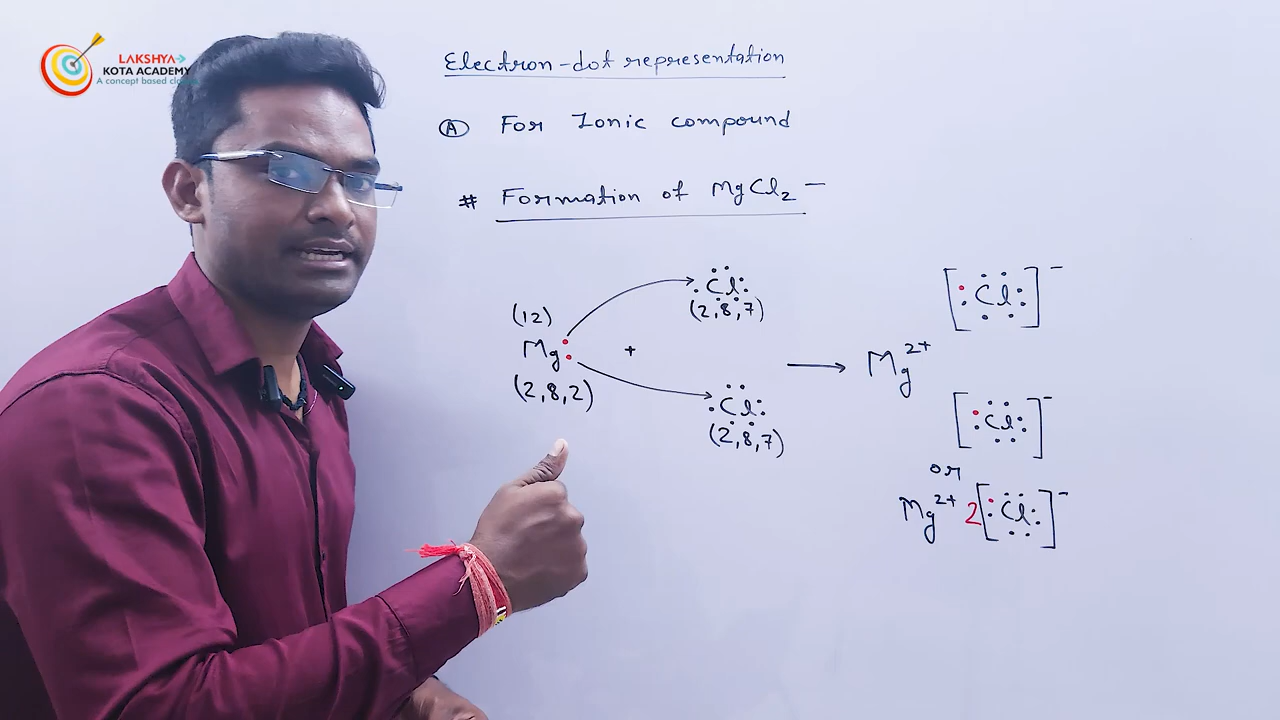 LAKSHYA
KOTA ACADEMY
A concept based
Electron-dot representation
(A) For Ionic compound
# Formation of MgCl₂ —
(12)
Mg:
(2,8,2)
+
Cl
(2,8,7)
Cl
(2,8,7)
→
Mg²⁺
[Cl]⁻
[Cl]⁻
or
Mg²⁺ 2[Cl]⁻